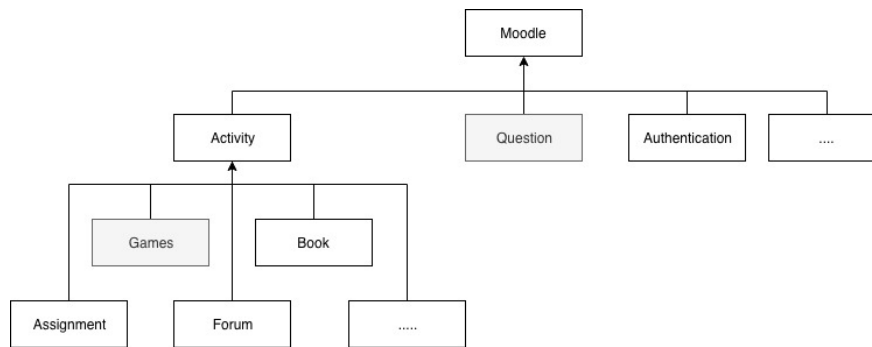 Moodle
Activity
Question
Authentication
....
Games
Book
Assignment
Forum
.....